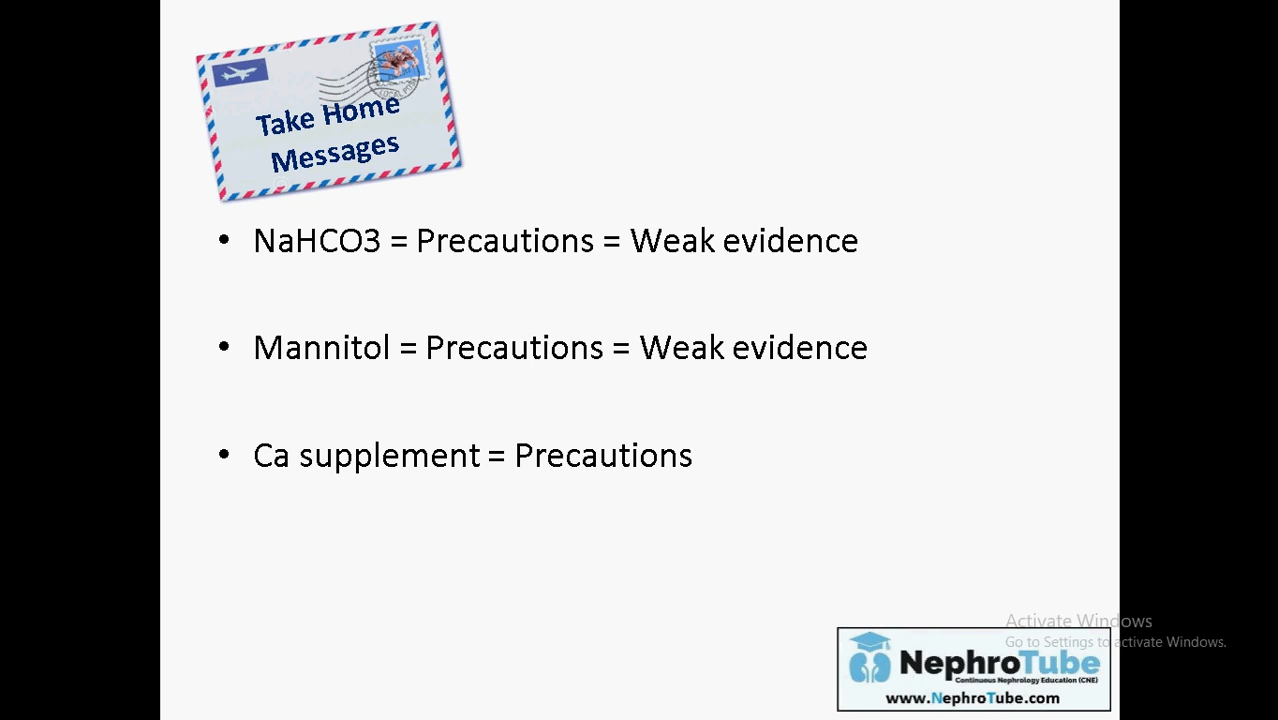 Take Home
Messages
• NaHCO3 = Precautions = Weak evidence
• Mannitol = Precautions = Weak evidence
• Ca supplement = Precautions
Activate Windows
Go to Settings to activate Windows.
NephroTube
Continuous Nephrology Education (CNE)
www.NephroTube.com